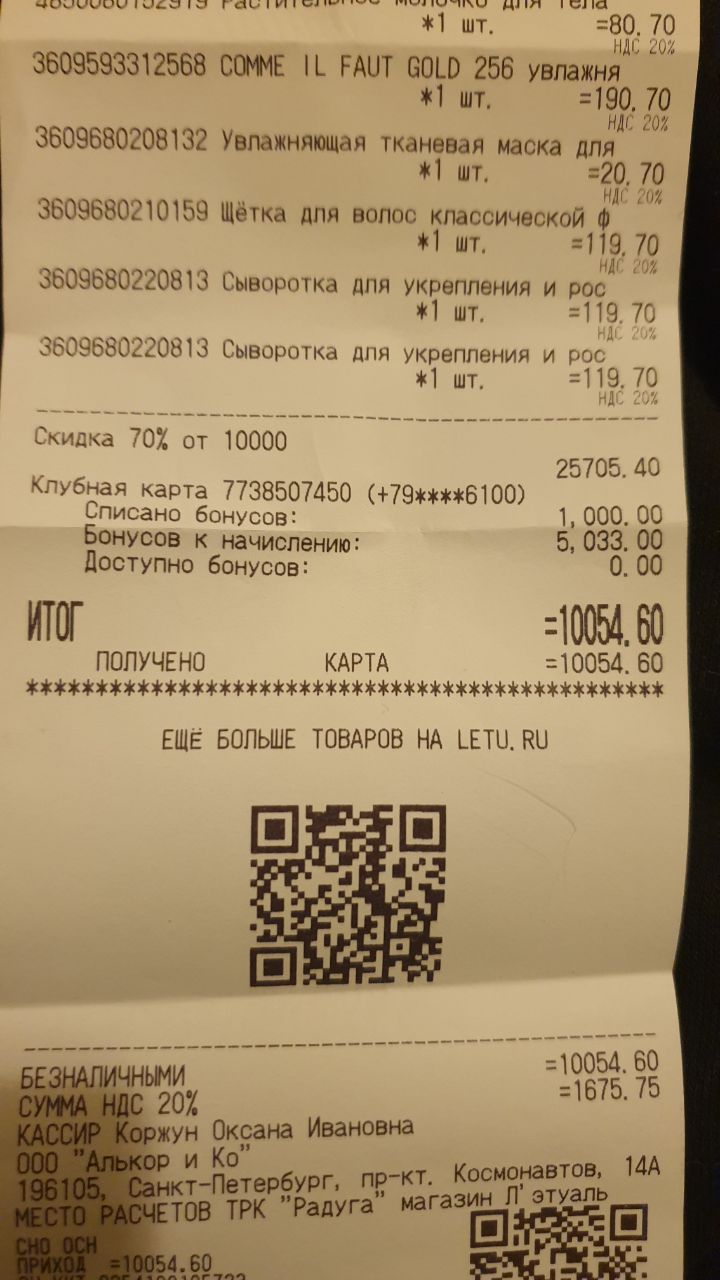 4650060152919 Растительное молочко для тела
*1 шт. =80.70
НДС 20%
3609593312568 COMME IL FAUT GOLD 256 увлажня
*1 шт. =190.70
НДС 20%
3609680208132 Увлажняющая тканевая маска для
*1 шт. =20.70
НДС 20%
3609680210159 Щётка для волос классической ф
*1 шт. =119.70
НДС 20%
3609680220813 Сыворотка для укрепления и рос
*1 шт. =119.70
НДС 20%
3609680220813 Сыворотка для укрепления и рос
*1 шт. =119.70
НДС 20%
Скидка 70% от 10000
25705.40
Клубная карта 7738507450 (+79****6100)
Списано бонусов: 1,000.00
Бонусов к начислению: 5,033.00
Доступно бонусов: 0.00
ИТОГ =10054.60
ПОЛУЧЕНО КАРТА =10054.60
************************************************
ЕЩЁ БОЛЬШЕ ТОВАРОВ НА LETU.RU
БЕЗНАЛИЧНЫМИ =10054.60
СУММА НДС 20% =1675.75
КАССИР Коржун Оксана Ивановна
ООО "Алькор и Ко"
196105, Санкт-Петербург, пр-кт. Космонавтов, 14А
МЕСТО РАСЧЕТОВ ТРК "Радуга" магазин Л'этуаль
СНО ОСН
ПРИХОД =10054.60